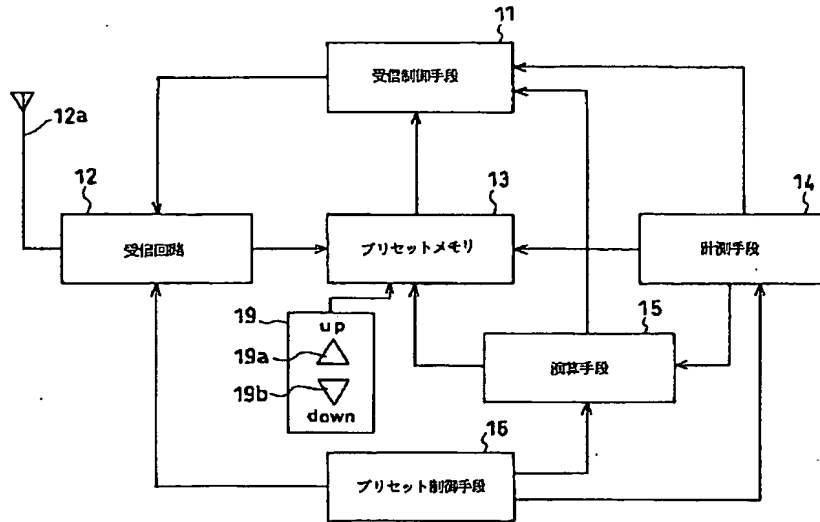 11
受信制御手段
12a
12
受信回路
13
プリセットメモリ
14
計測手段
19
up
19a
19b
down
15
演算手段
16
プリセット制御手段